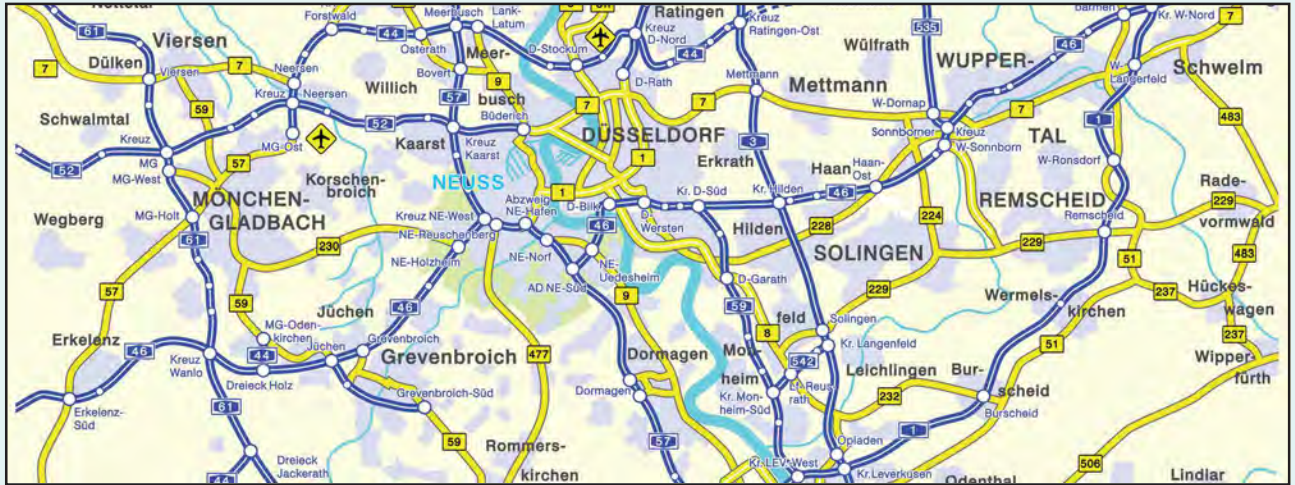 61
Viersen
Dülken
7
Viersen
7
59
Neersen
Kreuz Neersen
Schwalmtal
Kreuz
MG
52
MG-West
57
MG-Ost
MÖNCHEN-
GLADBACH
Korschen-
broich
Wegberg
MG-Holt
61
230
57
59
MG-Oden-
kirchen
Jüchen
Erkelenz
46
Kreuz
Wanlo
44
Jüchen
Dreieck Holz
Erkelenz-
Süd
61
Dreieck
Jackerath
44
Forstwald
44
Meerbusch
Lank-
Latum
Osterath
Bovert
Meer-
busch
9
Willich
57
Büderich
52
Kaarst
Kreuz
Kaarst
NEUSS
Abzweig
NE-Hafen
Kreuz NE-West
NE-Reuschenberg
NE-Holzheim
NE-Norf
AD NE-Süd
NE-
Uedesheim
46
Grevenbroich
Grevenbroich
Grevenbroich-Süd
59
477
Rommers-
kirchen
Dormagen
Dormagen
57
9
Ratingen
Kreuz
D-Nord
Kreuz
Ratingen-Ost
44
D-Stockum
D-Rath
7
7
DÜSSELDORF
1
1
D-Bilk
46
D-
Wersten
Kr. D-Süd
Erkrath
Mettmann
Mettmann
3
Kr. Hilden
Hilden
46
Haan
Haan-
Ost
228
D-Garath
59
8
feld
Mon-
heim
Kr. Mon-
heim-Süd
542
Lf-Reus-
rath
Solingen
Kr. Langenfeld
Leichlingen
232
Opladen
Kr. LEV West
Kr. Leverkusen
1
Bur-
scheid
Burscheid
Odenthal
506
Lindlar
535
Wülfrath
WUPPER-
TAL
W-Dornap
Sonnborner
Kreuz
W-Sonnborn
46
7
Barmen
Kr. W-Nord
7
W-
Langerfeld
Schwelm
483
1
W-Ronsdorf
REMSCHEID
Remscheid
Rade-
vormwald
229
224
SOLINGEN
229
229
51
483
237
Hückes-
wagen
237
Wermels-
kirchen
51
Wipper-
fürth